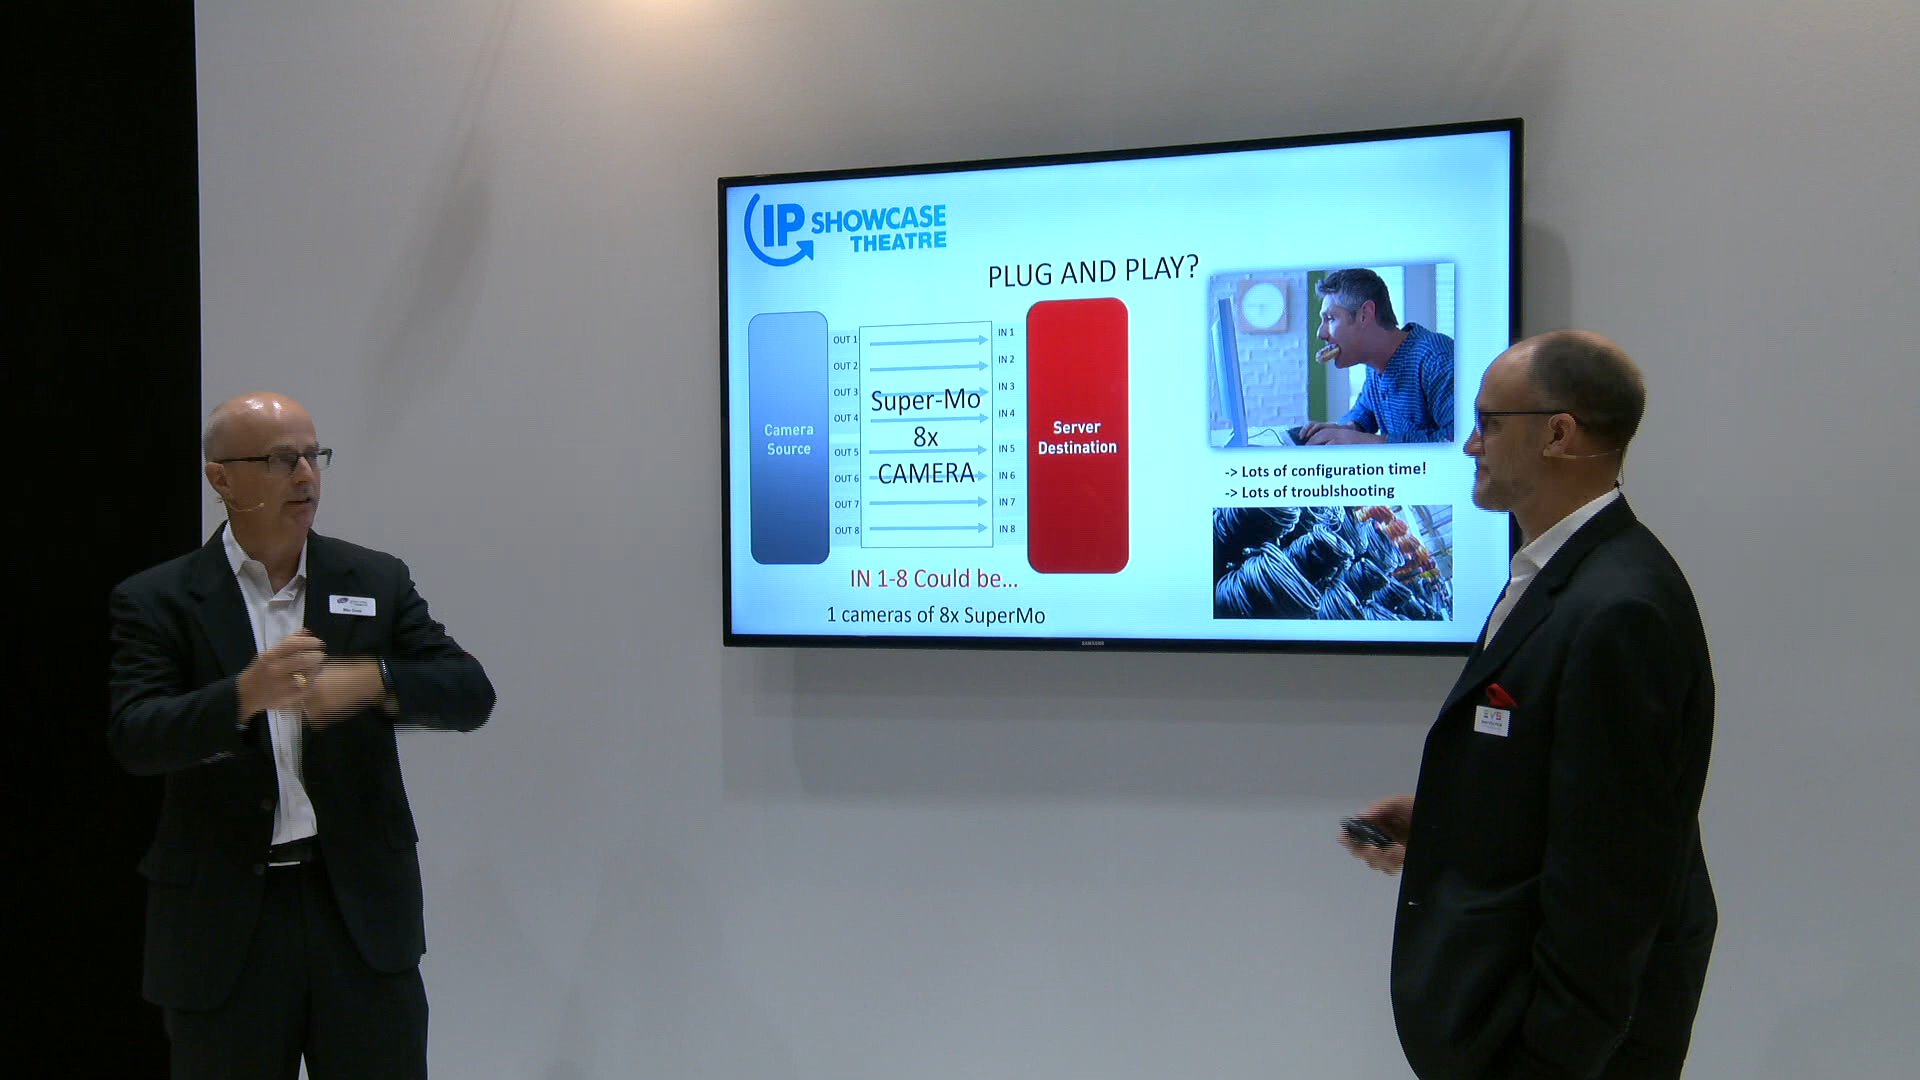 IP SHOWCASE
THEATRE
PLUG AND PLAY?
Camera
Source
OUT 1
OUT 2
OUT 3
OUT 4
OUT 5
OUT 6
OUT 7
OUT 8
Super-Mo
8x
CAMERA
IN 1
IN 2
IN 3
IN 4
IN 5
IN 6
IN 7
IN 8
Server
Destination
-> Lots of configuration time!
-> Lots of troublshooting
IN 1-8 Could be...
1 cameras of 8x SuperMo
SAMSUNG
EVS